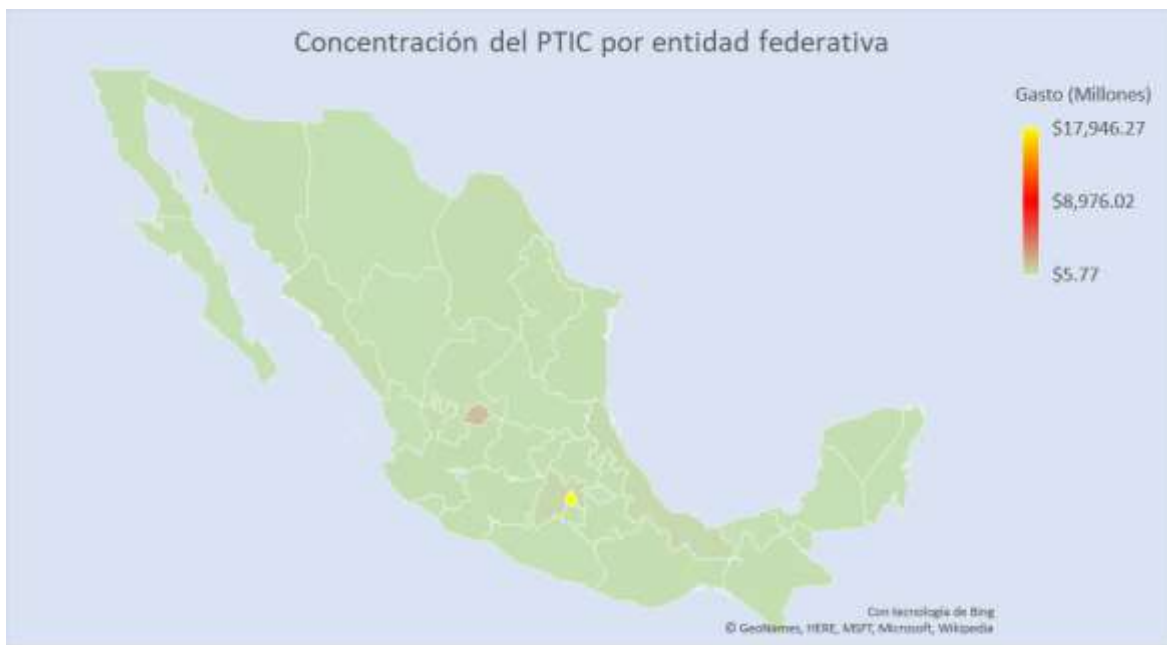 Concentración del PTIC por entidad federativa
Gasto (Millones)
$17,946.27
$8,976.02
$5.77
Con tecnología de Bing
© GeoNames, HERE, MSFT, Microsoft, Wikipedia